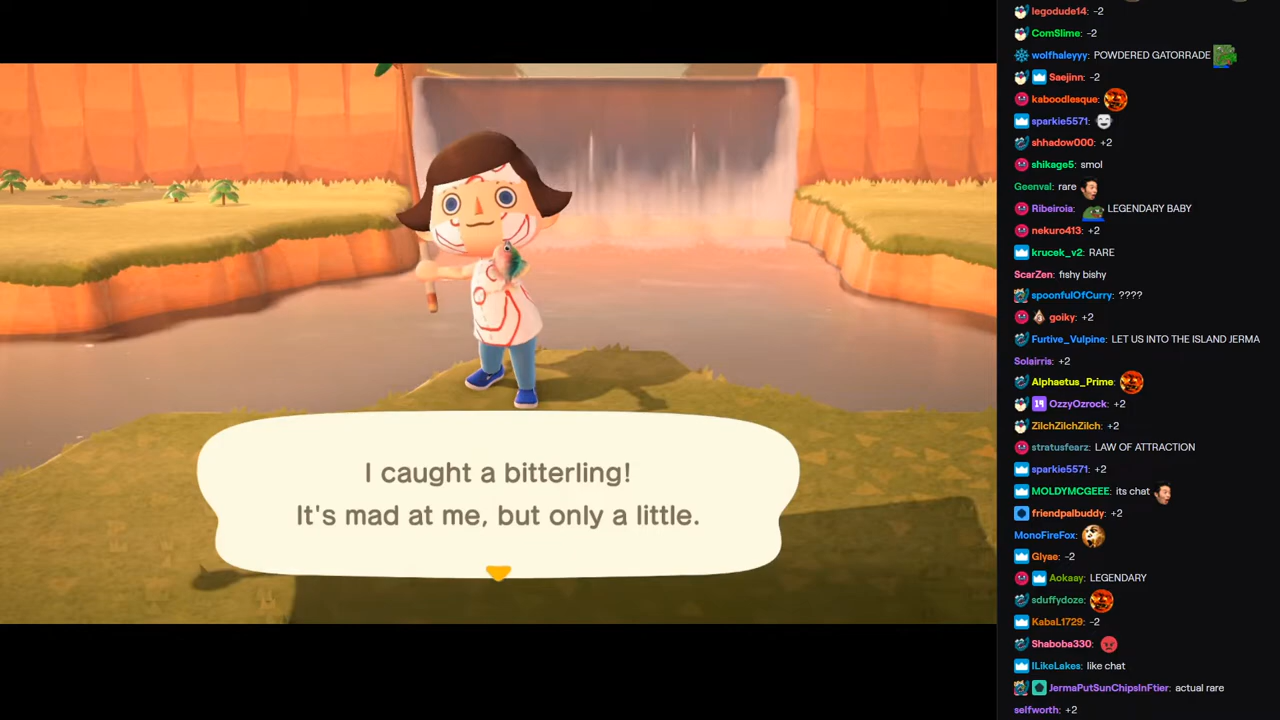 I caught a bitterling!
It's mad at me, but only a little.
legodude14: -2
ComSlime: -2
wolfhaleyyy: POWDERED GATORRADE
Saejinn: -2
kaboodlesque:
sparkie5571:
shhadow000: +2
shikage5: smol
Geenval: rare
Ribeiroia: LEGENDARY BABY
nekuro413: +2
krucek_v2: RARE
ScarZen: fishy bishy
spoonfulOfCurry: ????
goiky: +2
Furtive_Vulpine: LET US INTO THE ISLAND JERMA
Solairris: +2
Alphaetus_Prime:
19 OzzyOzrock: +2
ZilchZilchZilch: +2
stratusfearz: LAW OF ATTRACTION
sparkie5571: +2
MOLDYMCGEEE: its chat
friendpalbuddy: +2
MonoFireFox:
Glyae: -2
Aokaay: LEGENDARY
sduffydoze:
KabaL1729: -2
Shaboba330:
ILikeLakes: like chat
JermaPutSunChipsInFtier: actual rare
selfworth: +2